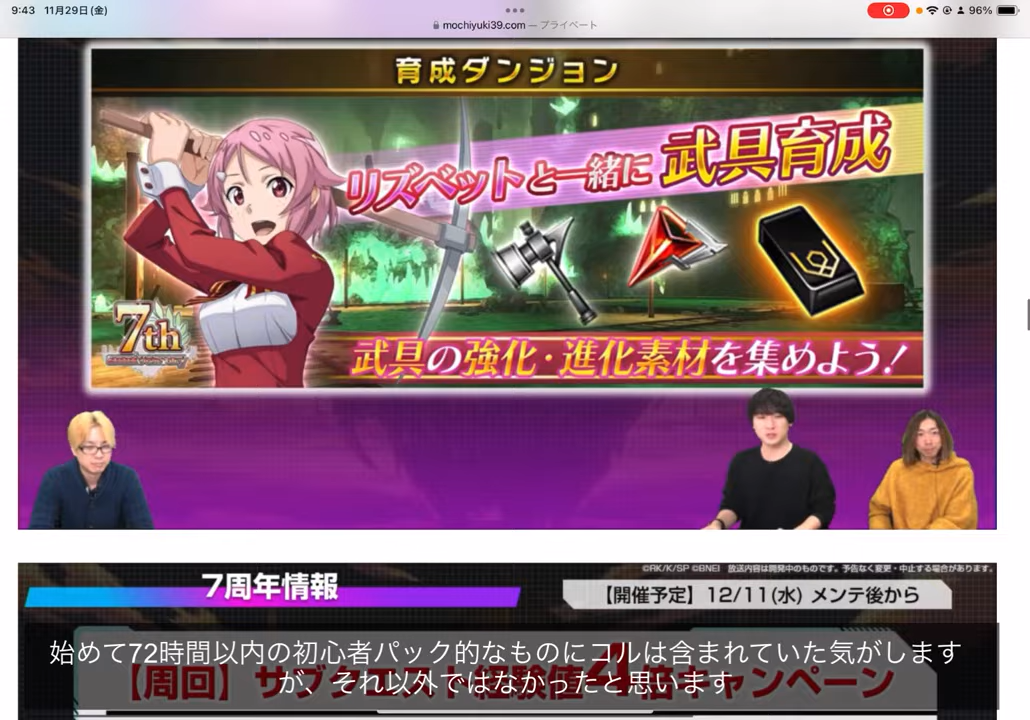 9:43 11月29日(金)
96%
mochiyuki39.com — プライベート
育成ダンジョン
リズベットと一緒に 武具育成
7th
武具の強化・進化素材を集めよう!
©RK/K/SP ©BNEI 放送内容は開発中のものです。予告なく変更・中止する場合があります。
7周年情報
【開催予定】12/11(水) メンテ後から
始めて72時間以内の初心者パック的なものにコルは含まれていた気がします
が、それ以外ではなかったと思います
【周回】サブクエスト経験値4倍キャンペーン